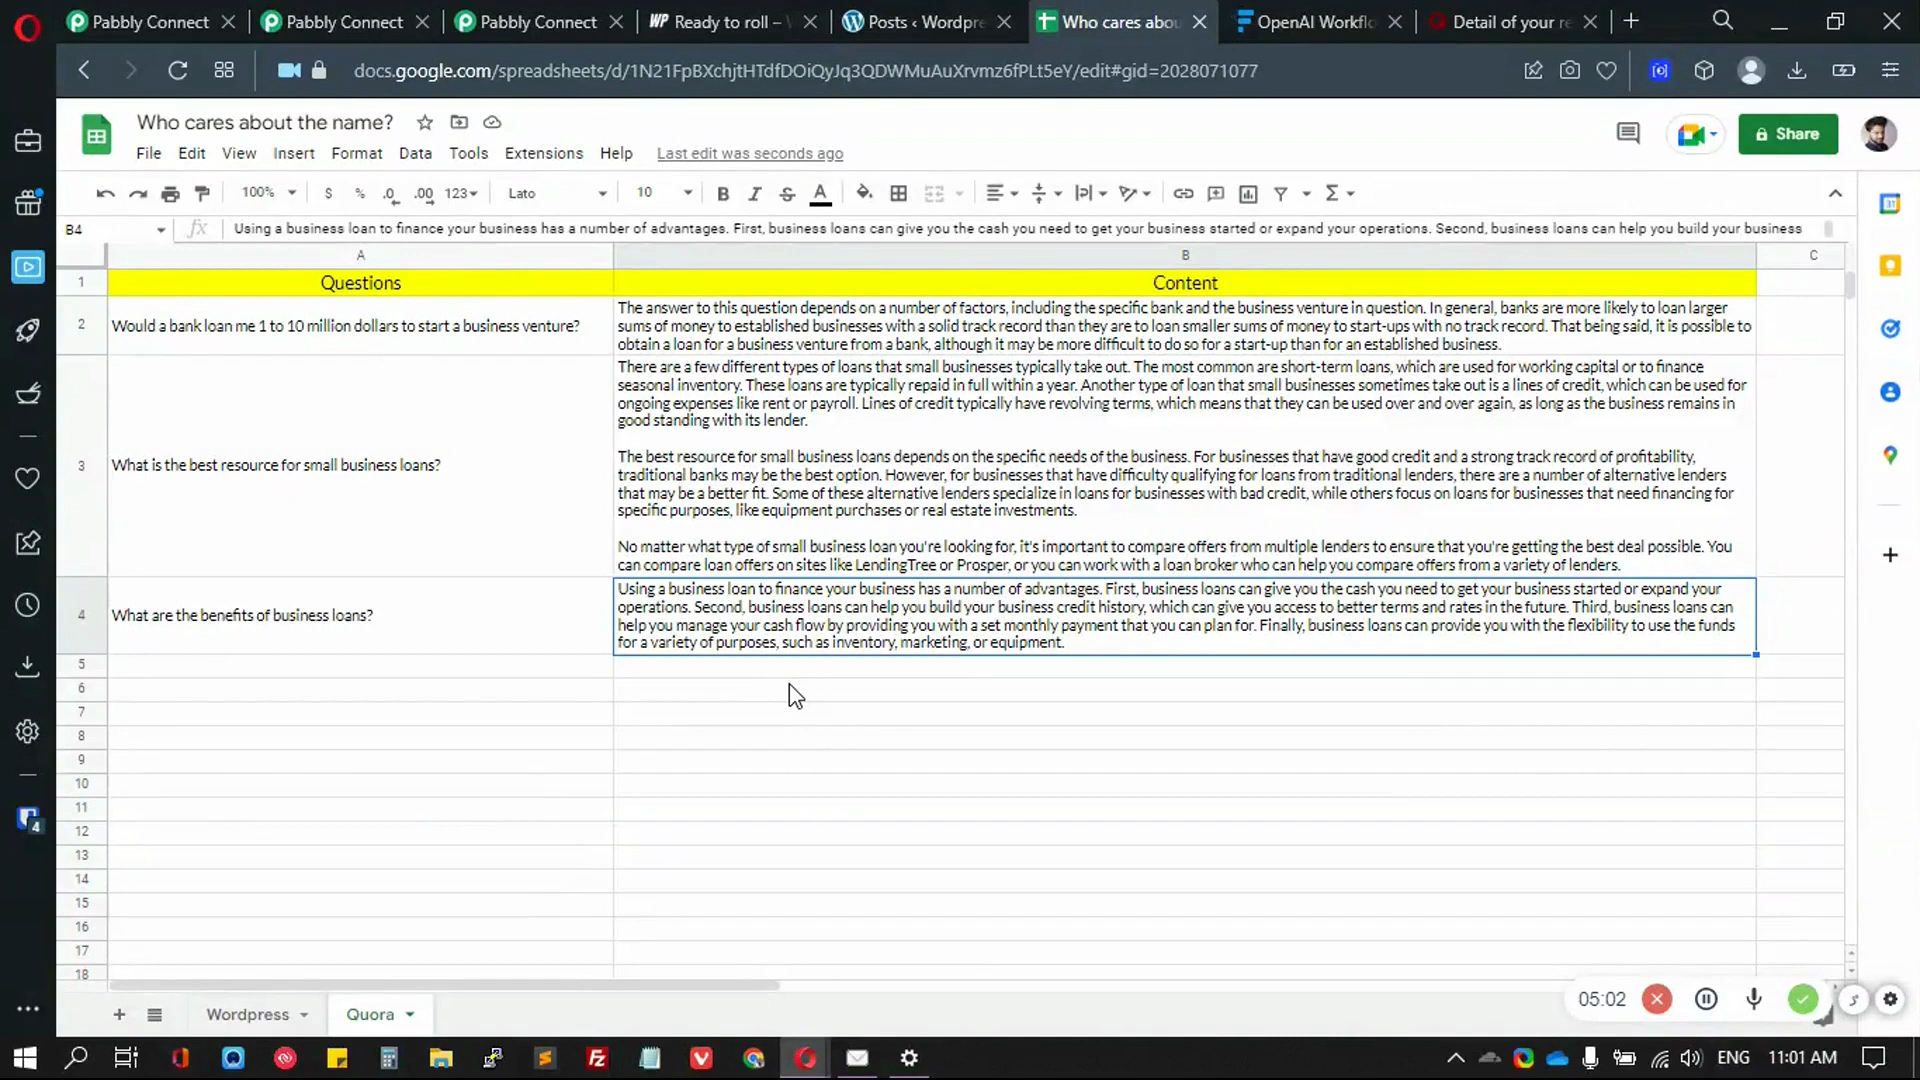 Pabbly Connect
Pabbly Connect
Pabbly Connect
WP Ready to roll –
Posts ‹ Wordpre
Who cares abou
OpenAI Workfl
Detail of your re
docs.google.com/spreadsheets/d/1N21FpBXchjtHTdfDOiQyJq3QDWMuAuXrvmz6fPLt5eY/edit#gid=2028071077
Who cares about the name?
Share
File Edit View Insert Format Data Tools Extensions Help Last edit was seconds ago
100% $ % .0 .00 123 Lato 10 B I S A
B4
fx
Using a business loan to finance your business has a number of advantages. First, business loans can give you the cash you need to get your business started or expand your operations. Second, business loans can help you build your business
A B C
1 Questions Content
2
Would a bank loan me 1 to 10 million dollars to start a business venture?
The answer to this question depends on a number of factors, including the specific bank and the business venture in question. In general, banks are more likely to loan larger
sums of money to established businesses with a solid track record than they are to loan smaller sums of money to start-ups with no track record. That being said, it is possible to
obtain a loan for a business venture from a bank, although it may be more difficult to do so for a start-up than for an established business.
3
What is the best resource for small business loans?
There are a few different types of loans that small businesses typically take out. The most common are short-term loans, which are used for working capital or to finance
seasonal inventory. These loans are typically repaid in full within a year. Another type of loan that small businesses sometimes take out is a lines of credit, which can be used for
ongoing expenses like rent or payroll. Lines of credit typically have revolving terms, which means that they can be used over and over again, as long as the business remains in
good standing with its lender.
The best resource for small business loans depends on the specific needs of the business. For businesses that have good credit and a strong track record of profitability,
traditional banks may be the best option. However, for businesses that have difficulty qualifying for loans from traditional lenders, there are a number of alternative lenders
that may be a better fit. Some of these alternative lenders specialize in loans for businesses with bad credit, while others focus on loans for businesses that need financing for
specific purposes, like equipment purchases or real estate investments.
No matter what type of small business loan you're looking for, it's important to compare offers from multiple lenders to ensure that you're getting the best deal possible. You
can compare loan offers on sites like LendingTree or Prosper, or you can work with a loan broker who can help you compare offers from a variety of lenders.
4
What are the benefits of business loans?
Using a business loan to finance your business has a number of advantages. First, business loans can give you the cash you need to get your business started or expand your
operations. Second, business loans can help you build your business credit history, which can give you access to better terms and rates in the future. Third, business loans can
help you manage your cash flow by providing you with a set monthly payment that you can plan for. Finally, business loans can provide you with the flexibility to use the funds
for a variety of purposes, such as inventory, marketing, or equipment.
5
6
7
8
9
10
11
12
13
14
15
16
17
18
4
05:02
Wordpress Quora
ENG 11:01 AM